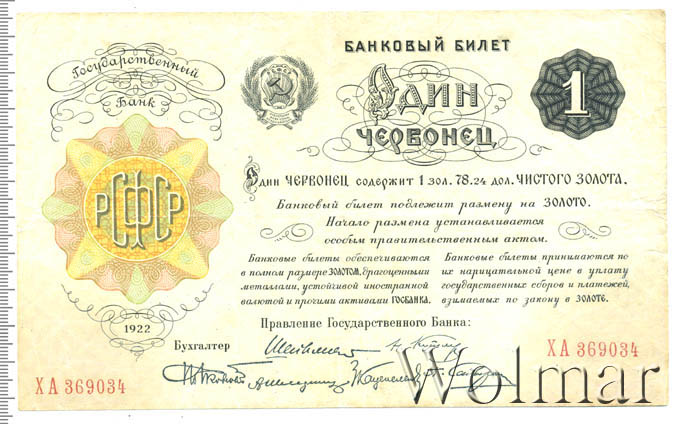 Государственный
Банк
РСФСР
1922
БАНКОВЫЙ БИЛЕТ
1
ОДИН
ЧЕРВОНЕЦ
Один ЧЕРВОНЕЦ содержит 1 зол. 78.24 дол. ЧИСТОГО ЗОЛОТА.
Банковый билет подлежит размену на ЗОЛОТО.
Начало размена устанавливается
особым правительственным актом.
Банковые билеты обеспечиваются
в полном размере ЗОЛОТОМ, драгоценными
металлами, устойчивой иностранной
валютой и прочими активами ГОСБАНКА.
Банковые билеты принимаются по
их нарицательной цене в уплату
государственных сборов и платежей,
взимаемых по закону в ЗОЛОТЕ.
Правление Государственного Банка:
Бухгалтер
ХА 369034
ХА 369034
Wolmar